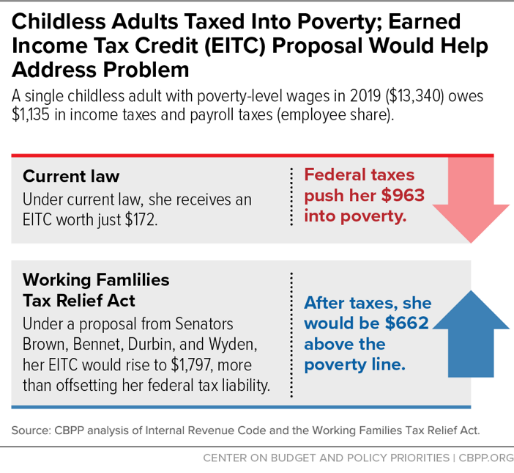 Childless Adults Taxed Into Poverty; Earned
Income Tax Credit (EITC) Proposal Would Help
Address Problem
A single childless adult with poverty-level wages in 2019 ($13,340) owes
$1,135 in income taxes and payroll taxes (employee share).
Current law
Under current law, she receives an
EITC worth just $172.
Federal taxes
push her $963
into poverty.
Working Famlilies
Tax Relief Act
Under a proposal from Senators
Brown, Bennet, Durbin, and Wyden,
her EITC would rise to $1,797, more
than offsetting her federal tax liability.
After taxes, she
would be $662
above the
poverty line.
Source: CBPP analysis of Internal Revenue Code and the Working Families Tax Relief Act.
CENTER ON BUDGET AND POLICY PRIORITIES | CBPP.ORG